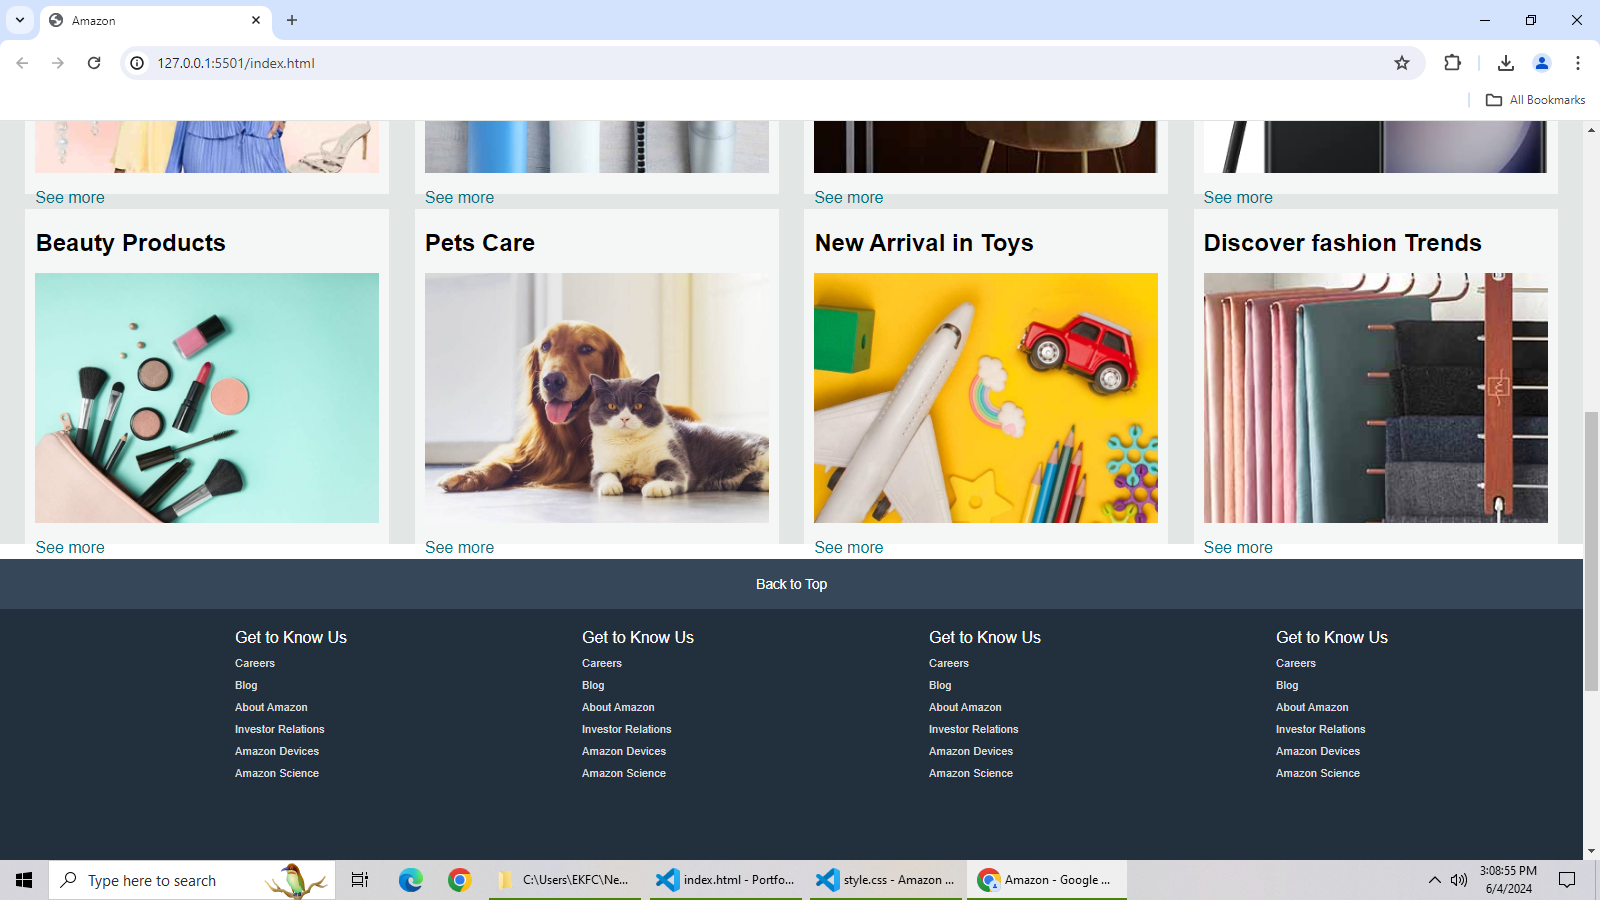 Amazon
127.0.0.1:5501/index.html
All Bookmarks
See more See more See more See more
Beauty Products Pets Care New Arrival in Toys Discover fashion Trends
See more See more See more See more
Back to Top
Get to Know Us Get to Know Us Get to Know Us Get to Know Us
Careers Careers Careers Careers
Blog Blog Blog Blog
About Amazon About Amazon About Amazon About Amazon
Investor Relations Investor Relations Investor Relations Investor Relations
Amazon Devices Amazon Devices Amazon Devices Amazon Devices
Amazon Science Amazon Science Amazon Science Amazon Science
Type here to search C:\Users\EKFC\Ne... index.html - Portfo... style.css - Amazon ... Amazon - Google ... 3:08:55 PM
6/4/2024